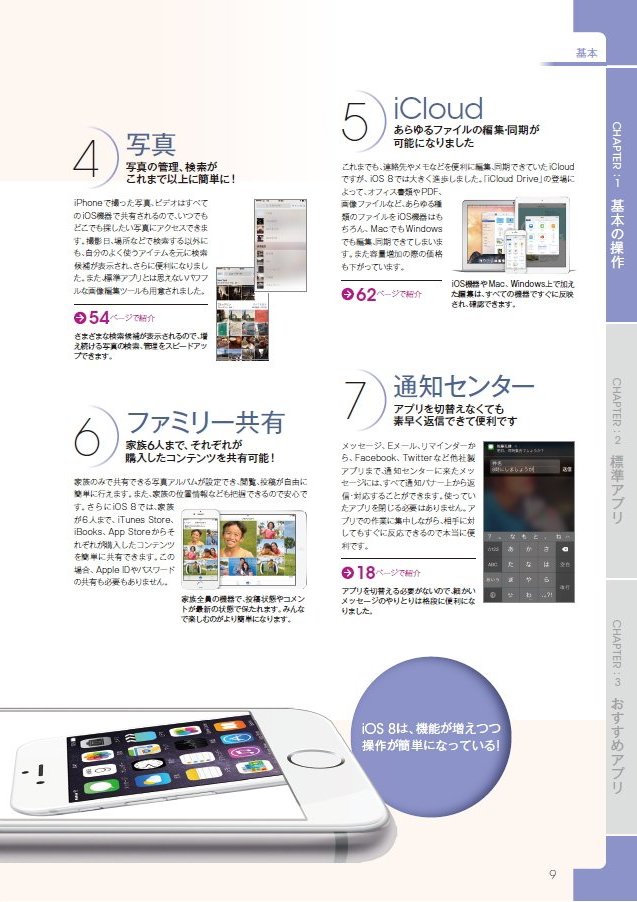 基本
4
写真
写真の管理、検索が
これまで以上に簡単に！
iPhoneで撮った写真、ビデオはすべて
のiOS機器で共有されるので、いつでも
どこでも探したい写真にアクセスできま
す。撮影日、場所などで検索する以外に
も、自分のよく使うアイテムを元に検索
候補が表示され、さらに便利になりまし
た。また、標準アプリとは思えないパワフ
ルな画像編集ツールも用意されました。
54ページで紹介
さまざまな検索候補が表示されるので、増
え続ける写真の検索、管理をスピードアッ
プできます。
5
iCloud
あらゆるファイルの編集・同期が
可能になりました
これまでも、連絡先やメモなどを便利に編集、同期できていたiCloud
ですが、iOS 8では大きく進歩しました。「iCloud Drive」の登場に
よって、オフィス書類やPDF、
画像ファイルなど、あらゆる種
類のファイルをiOS機器はも
ちろん、MacでもWindows
でも編集、同期できてしまいま
す。また容量増加の際の価格
も下がっています。
62ページで紹介
iOS機器やMac、Windows上で加え
た編集は、すべての機器ですぐに反映
され、確認できます。
6
ファミリー共有
家族6人まで、それぞれが
購入したコンテンツを共有可能！
家族のみで共有できる写真アルバムが設定でき、閲覧、投稿が自由に
簡単に行えます。また、家族の位置情報なども把握できるので安心で
す。さらにiOS 8では、家族
が6人まで、iTunes Store、
iBooks、App Storeからそ
れぞれが購入したコンテンツ
を簡単に共有できます。この
場合、Apple IDやパスワード
の共有も必要もありません。
家族全員の機器で、投稿状態やコメン
トが最新の状態で保たれます。みんな
で楽しむのがより簡単になります。
7
通知センター
アプリを切替えなくても
素早く返信できて便利です
メッセージ、Eメール、リマインダーか
ら、Facebook、Twitterなど他社製
アプリまで、通知センターに来たメッ
セージには、すべて通知バナー上から返
信・対応することができます。使ってい
たアプリを閉じる必要はありません。ア
プリでの作業に集中しながら、相手に対
してもすぐに反応できるので本当に便
利です。
18ページで紹介
アプリを切替える必要がないので、細かい
メッセージのやりとりは格段に便利にな
りました。
送信
iOS 8は、機能が増えつつ
操作が簡単になっている！
CHAPTER : 1 基本の操作
CHAPTER : 2 標準アプリ
CHAPTER : 3 おすすめアプリ
9